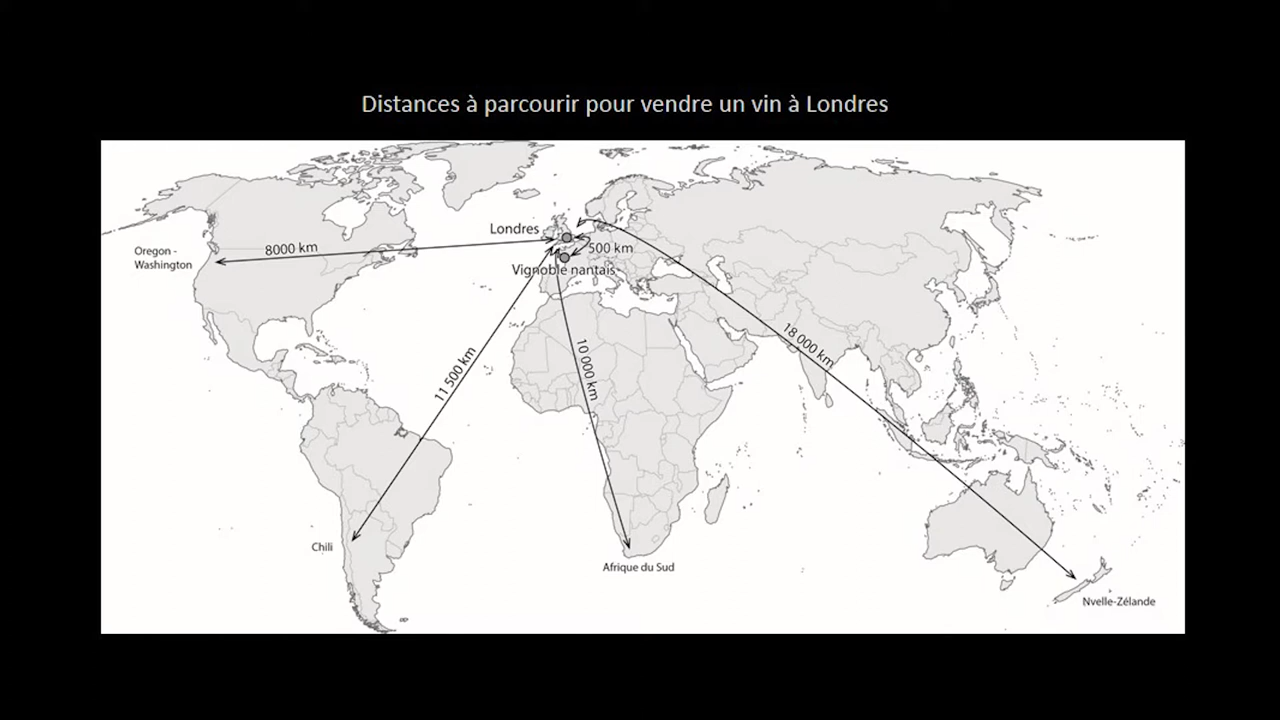 Distances à parcourir pour vendre un vin à Londres
Londres
8000 km
500 km
Oregon -
Washington
Vignoble nantais
18 000 km
11 500 km
10 000 km
Chili
Afrique du Sud
Nvelle-Zélande